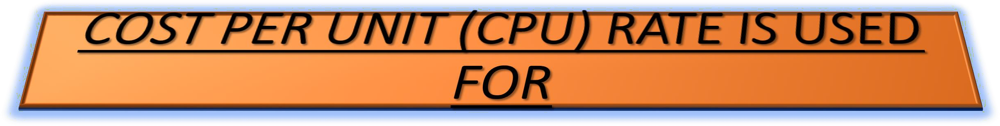 COST PER UNIT (CPU) RATE IS USED
FOR